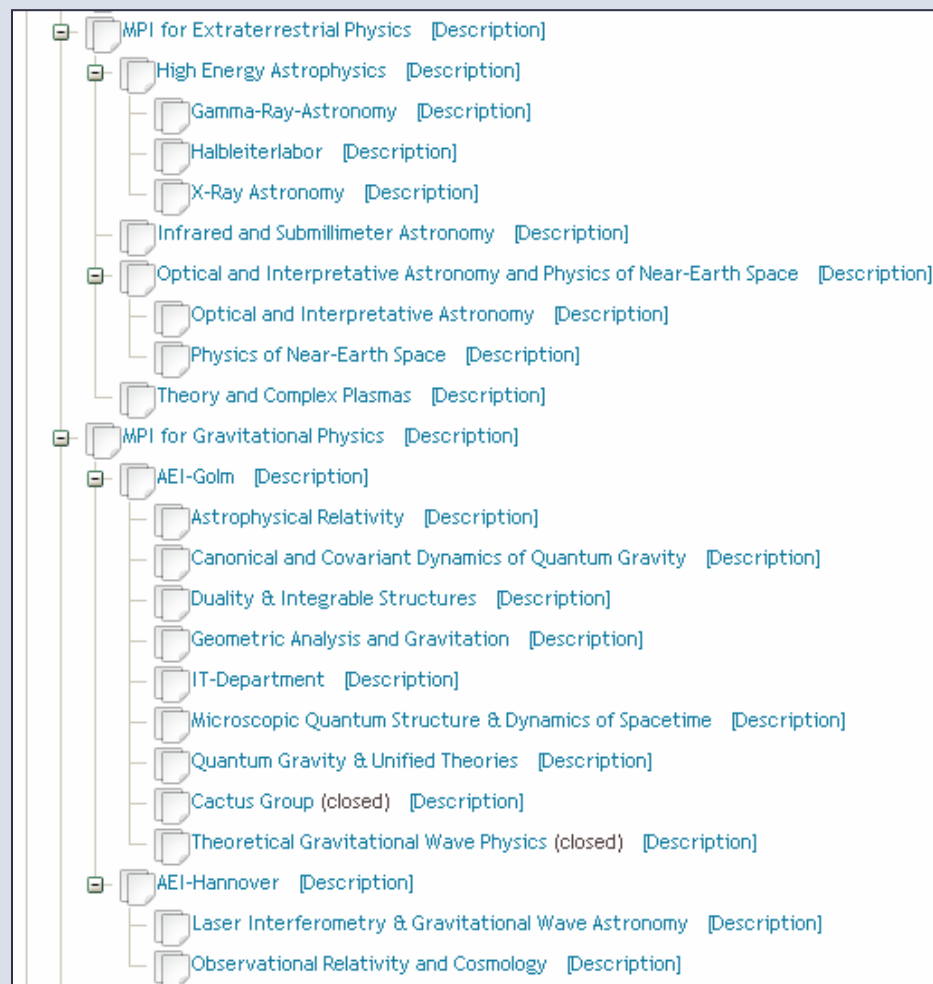 MPI for Extraterrestrial Physics [Description]
High Energy Astrophysics [Description]
Gamma-Ray-Astronomy [Description]
Halbleiterlabor [Description]
X-Ray Astronomy [Description]
Infrared and Submillimeter Astronomy [Description]
Optical and Interpretative Astronomy and Physics of Near-Earth Space [Description]
Optical and Interpretative Astronomy [Description]
Physics of Near-Earth Space [Description]
Theory and Complex Plasmas [Description]
MPI for Gravitational Physics [Description]
AEI-Golm [Description]
Astrophysical Relativity [Description]
Canonical and Covariant Dynamics of Quantum Gravity [Description]
Duality & Integrable Structures [Description]
Geometric Analysis and Gravitation [Description]
IT-Department [Description]
Microscopic Quantum Structure & Dynamics of Spacetime [Description]
Quantum Gravity & Unified Theories [Description]
Cactus Group (closed) [Description]
Theoretical Gravitational Wave Physics (closed) [Description]
AEI-Hannover [Description]
Laser Interferometry & Gravitational Wave Astronomy [Description]
Observational Relativity and Cosmology [Description]